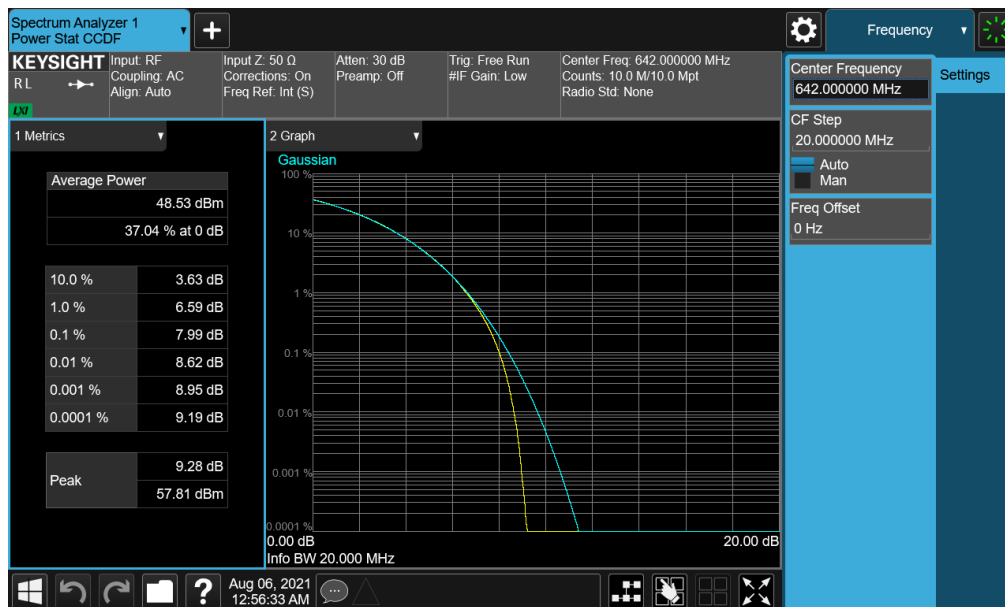 Spectrum Analyzer 1
Power Stat CCDF
+
Frequency
KEYSIGHT
R L
LXI
Input: RF
Coupling: AC
Align: Auto
Input Z: 50 Ω
Corrections: On
Freq Ref: Int (S)
Atten: 30 dB
Preamp: Off
Trig: Free Run
#IF Gain: Low
Center Freq: 642.000000 MHz
Counts: 10.0 M/10.0 Mpt
Radio Std: None
Center Frequency
642.000000 MHz
Settings
CF Step
20.000000 MHz
Auto
Man
Freq Offset
0 Hz
1 Metrics
Average Power
48.53 dBm
37.04 % at 0 dB
10.0 % 3.63 dB
1.0 % 6.59 dB
0.1 % 7.99 dB
0.01 % 8.62 dB
0.001 % 8.95 dB
0.0001 % 9.19 dB
Peak 9.28 dB
57.81 dBm
2 Graph
Gaussian
100 %
10 %
1 %
0.1 %
0.01 %
0.001 %
0.0001 %
0.00 dB 20.00 dB
Info BW 20.000 MHz
?
Aug 06, 2021
12:56:33 AM